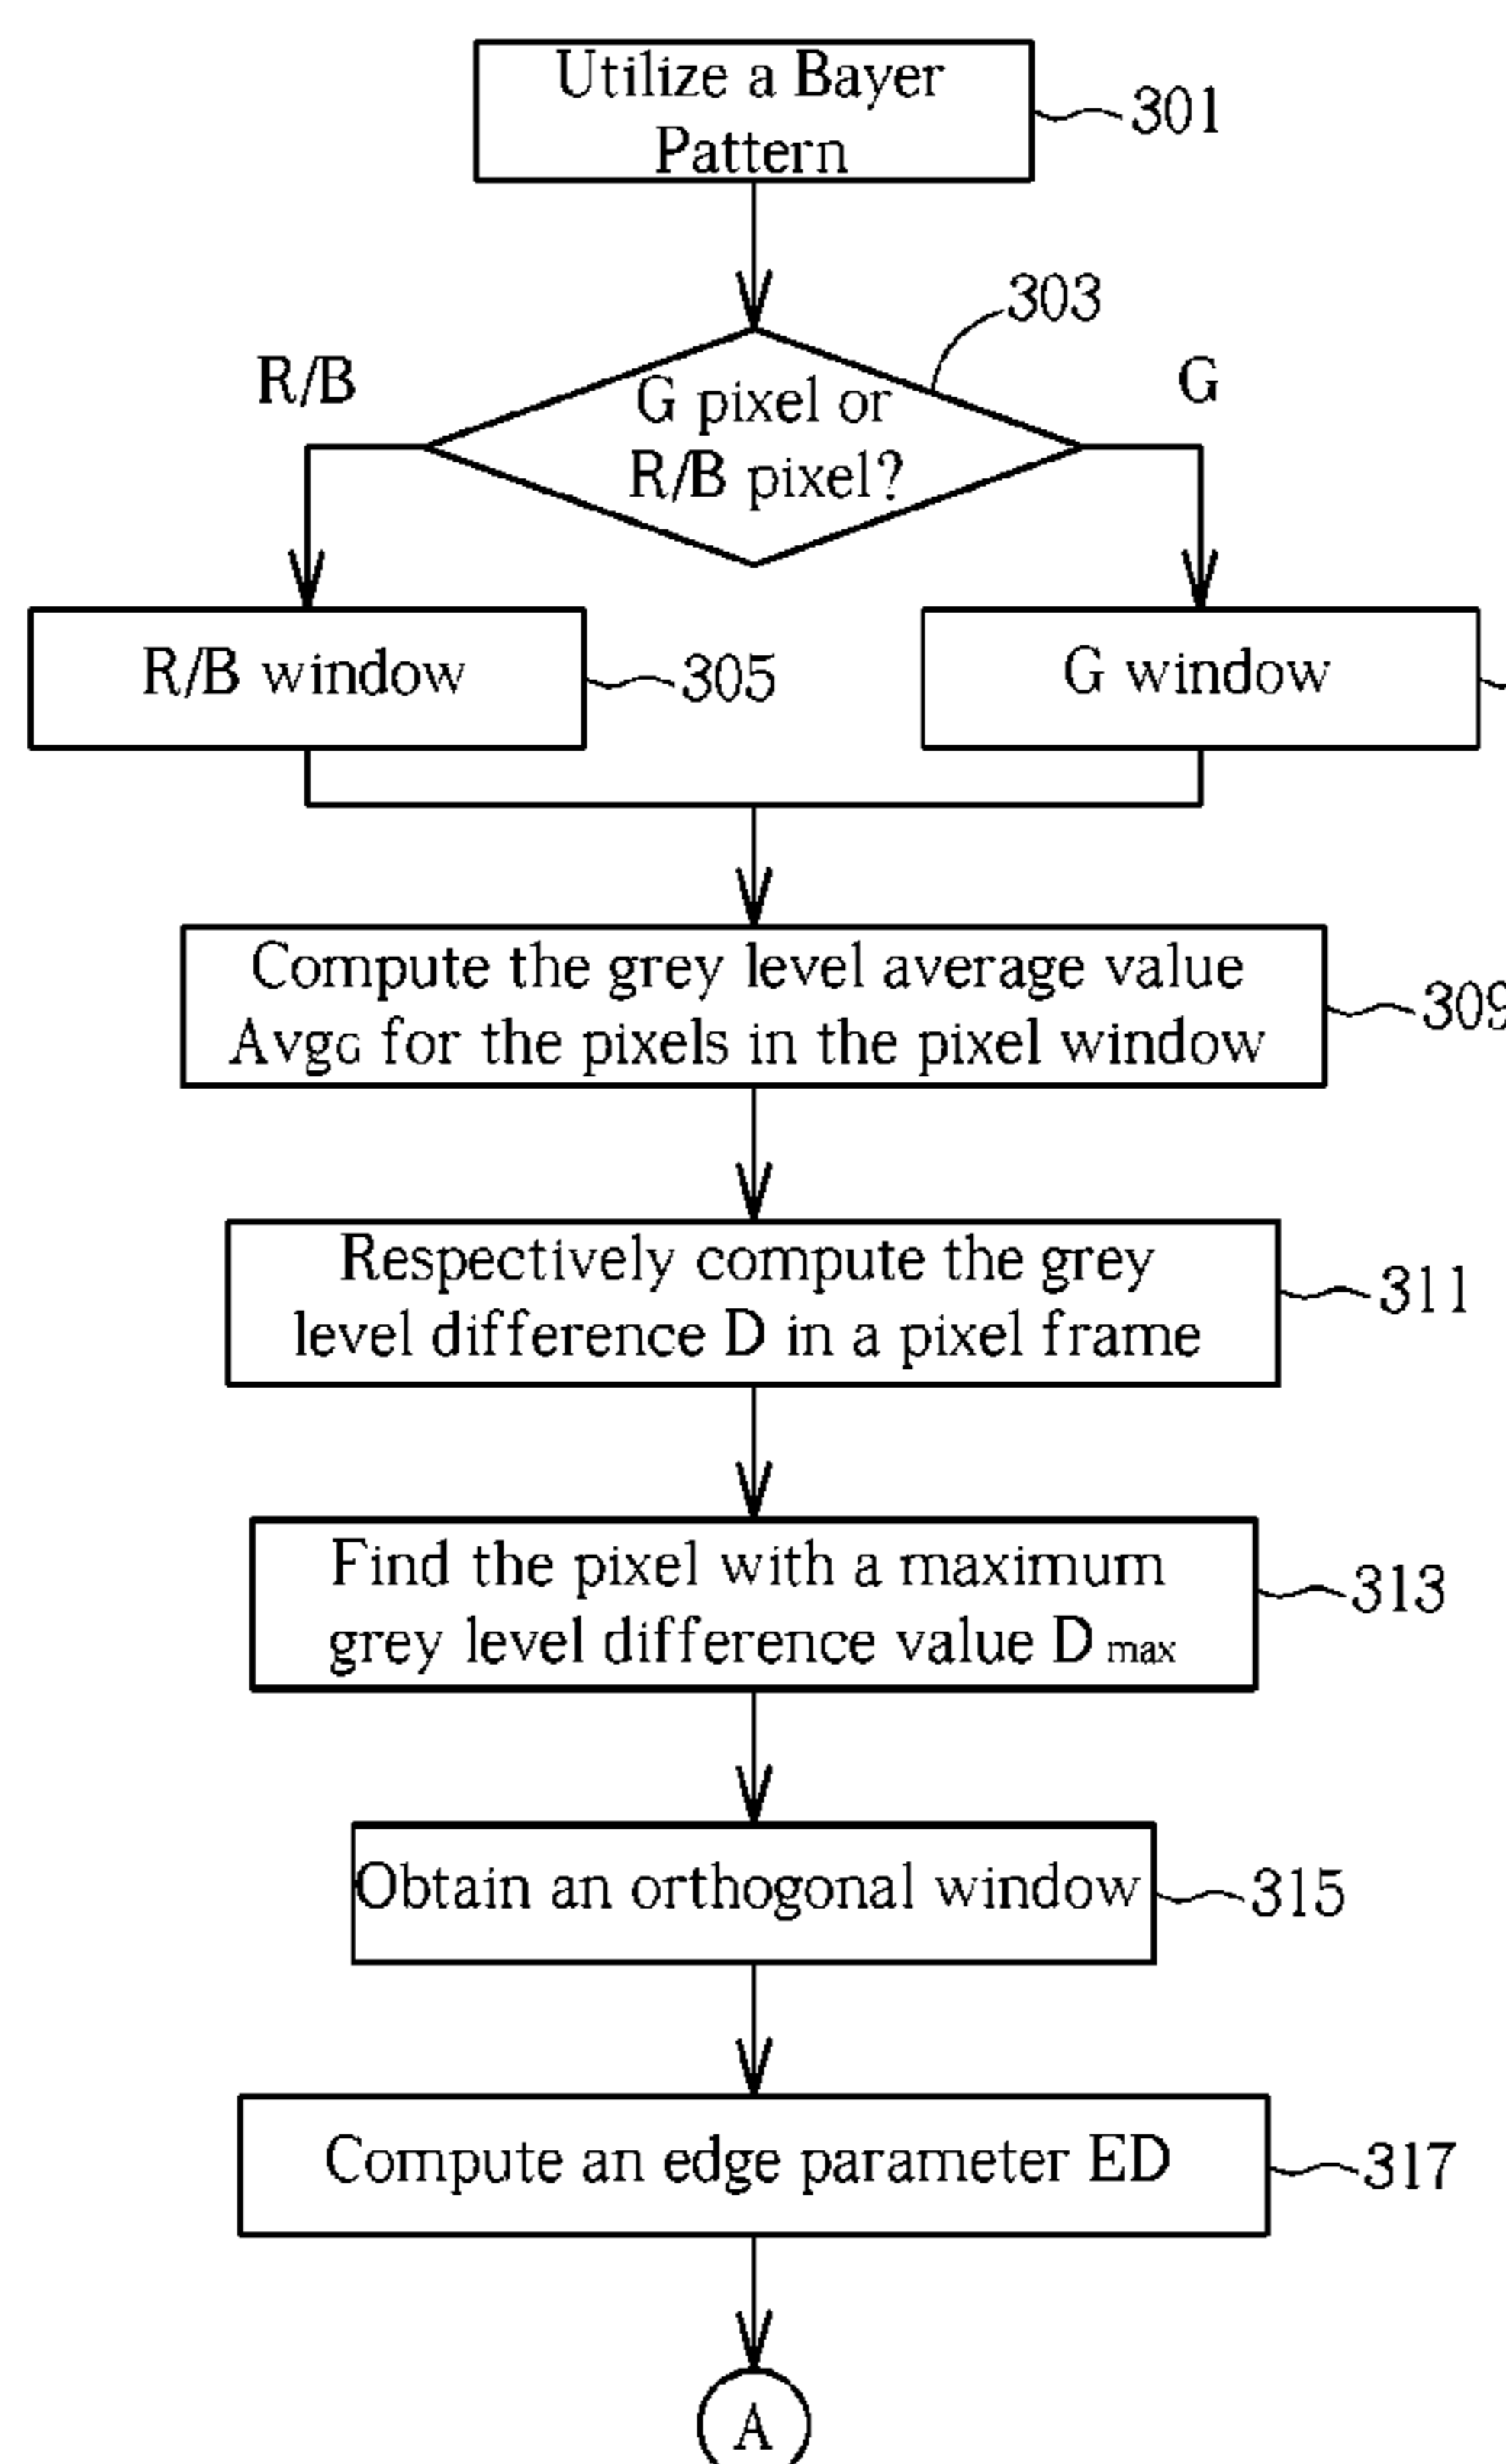 Utilize a Bayer
Pattern
301
303
R/B
G
G pixel or
R/B pixel?
R/B window
305
G window
Compute the grey level average value
AvgG for the pixels in the pixel window
309
Respectively compute the grey
level difference D in a pixel frame
311
Find the pixel with a maximum
grey level difference value D max
313
Obtain an orthogonal window
315
Compute an edge parameter ED
317
A